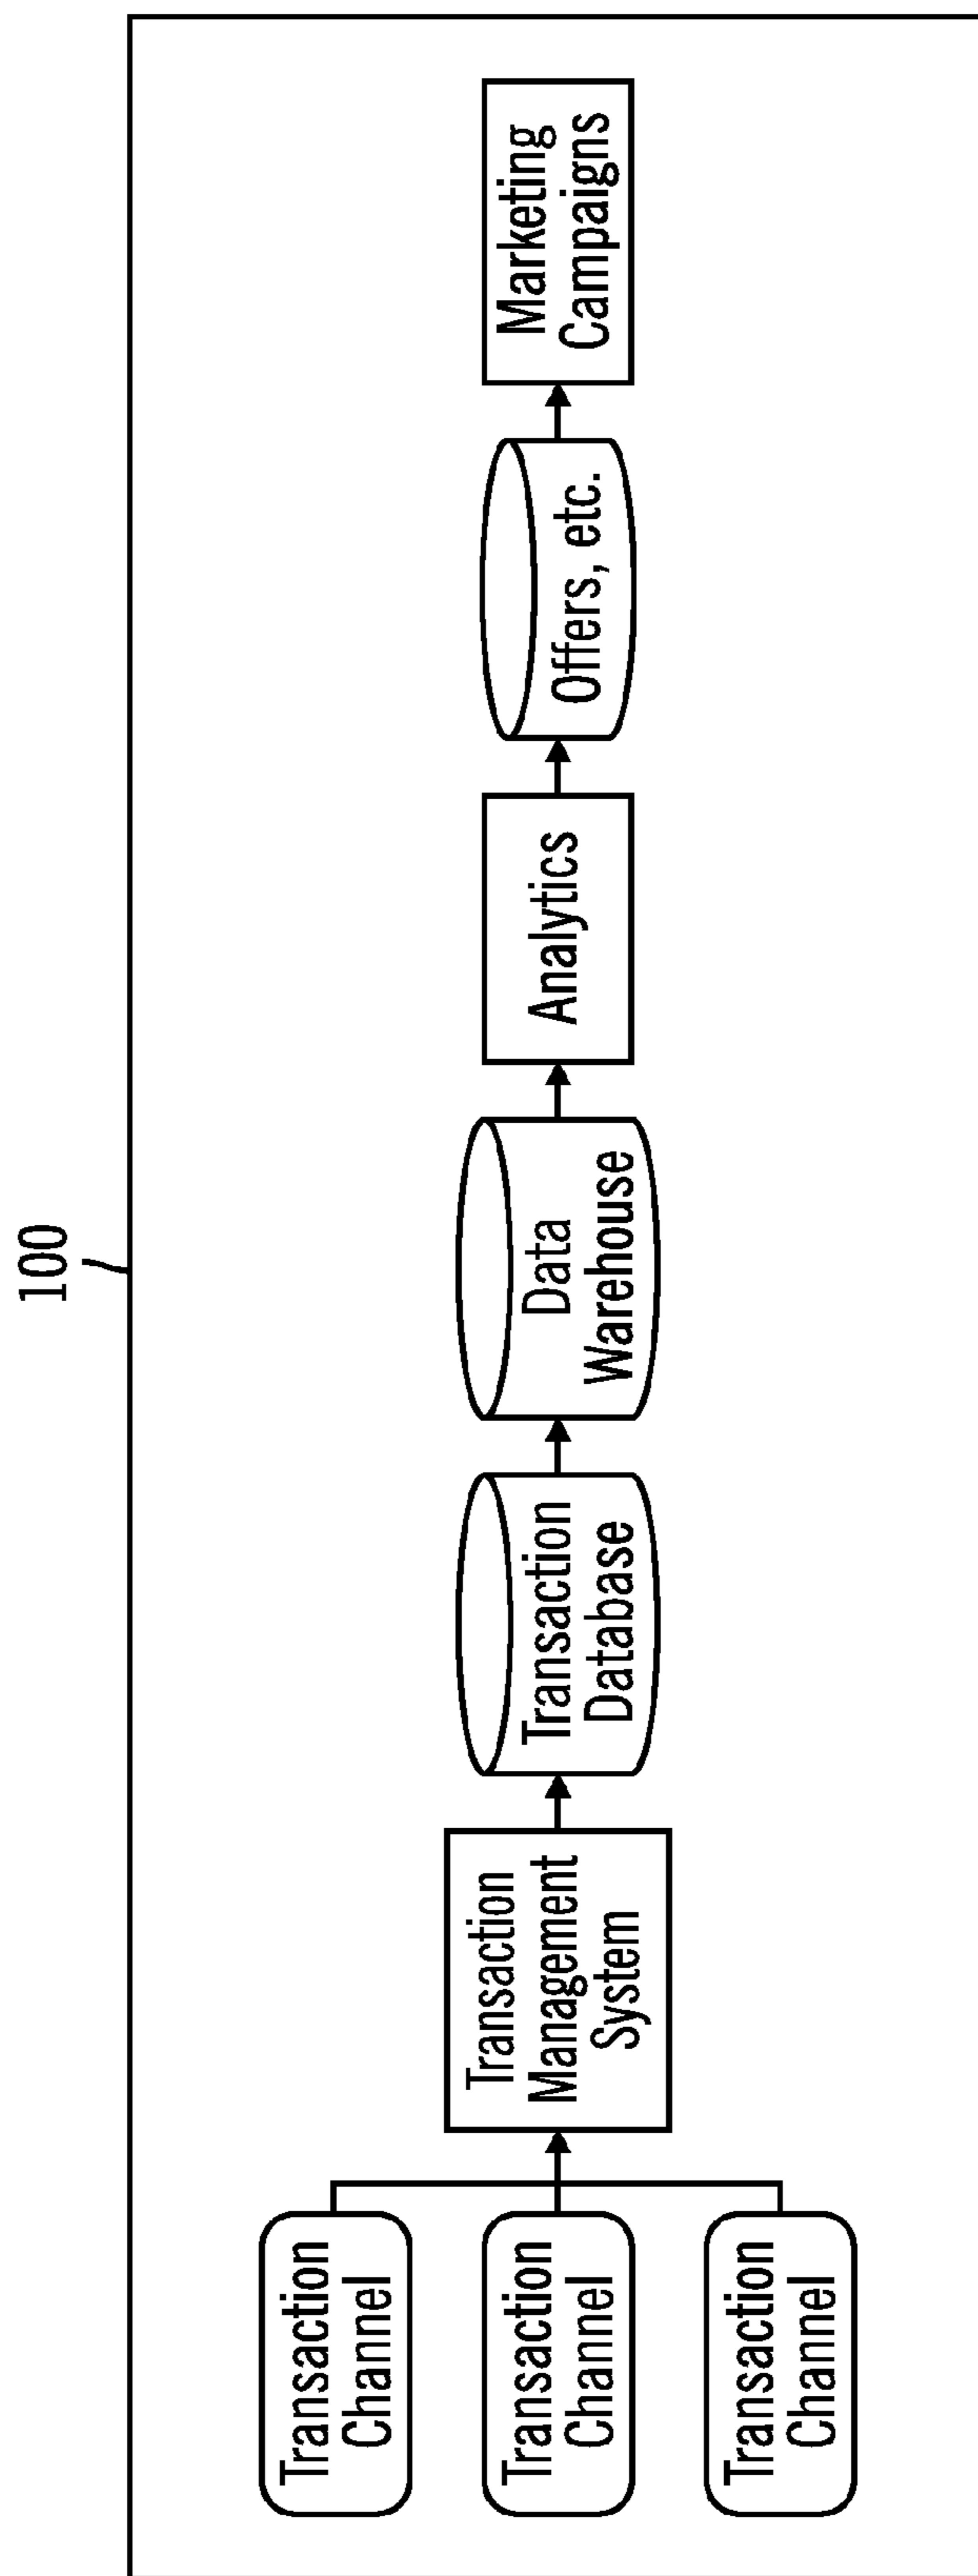 100
Transaction
Channel
Transaction
Channel
Transaction
Channel
Transaction
Management
System
Transaction
Database
Data
Warehouse
Analytics
Offers, etc.
Marketing
Campaigns